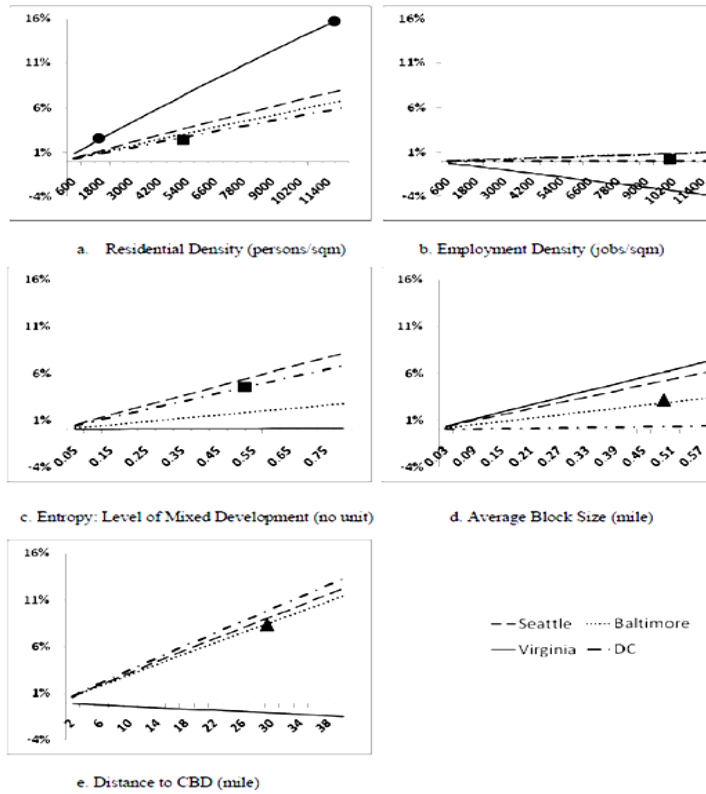 16%
11%
6%
1%
-4%
600 1800 3000 4200 5400 6600 7800 9000 10200 11400
a. Residential Density (persons/sqm)
16%
11%
6%
1%
-4%
600 1800 3000 4200 5400 6600 7800 9000 10200 11400
b. Employment Density (jobs/sqm)
16%
11%
6%
1%
-4%
0.05 0.15 0.25 0.35 0.45 0.55 0.65 0.75
c. Entropy: Level of Mixed Development (no unit)
16%
11%
6%
1%
-4%
0.03 0.09 0.15 0.21 0.27 0.33 0.39 0.45 0.51 0.57
d. Average Block Size (mile)
16%
11%
6%
1%
-4%
2 6 10 14 18 22 26 30 34 38
e. Distance to CBD (mile)
Seattle Baltimore
Virginia DC